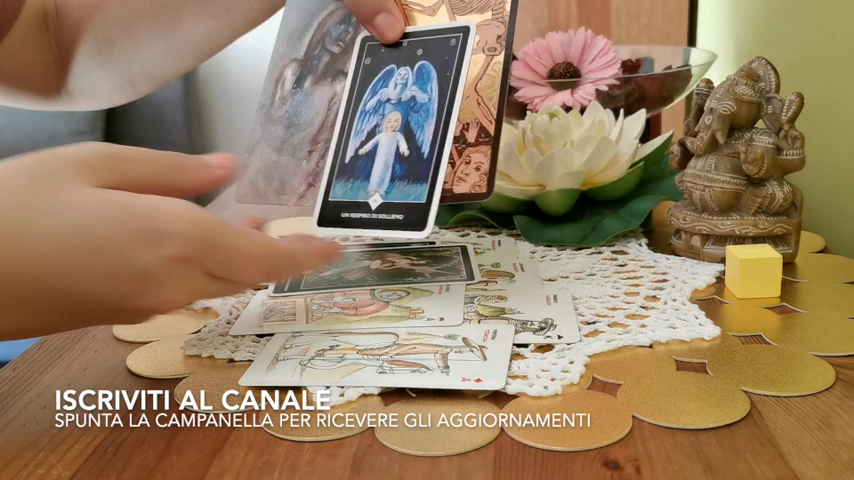 UN RESPIRO DI SOLLIEVO
ISCRIVITI AL CANALE
SPUNTA LA CAMPANELLA PER RICEVERE GLI AGGIORNAMENTI